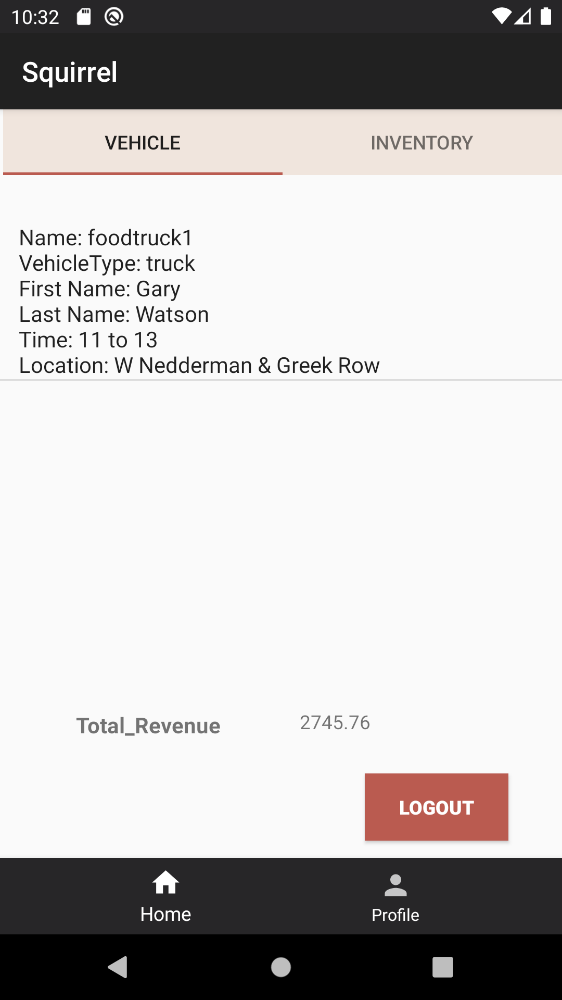 10:32
Squirrel
VEHICLE INVENTORY
Name: foodtruck1
VehicleType: truck
First Name: Gary
Last Name: Watson
Time: 11 to 13
Location: W Nedderman & Greek Row
Total_Revenue 2745.76
LOGOUT
Home Profile